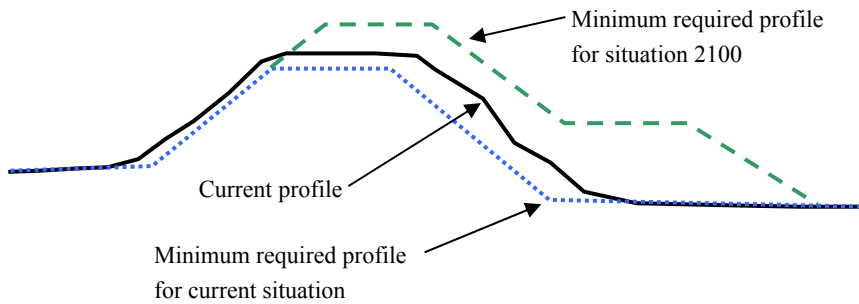 Minimum required profile
for situation 2100
Current profile
Minimum required profile
for current situation